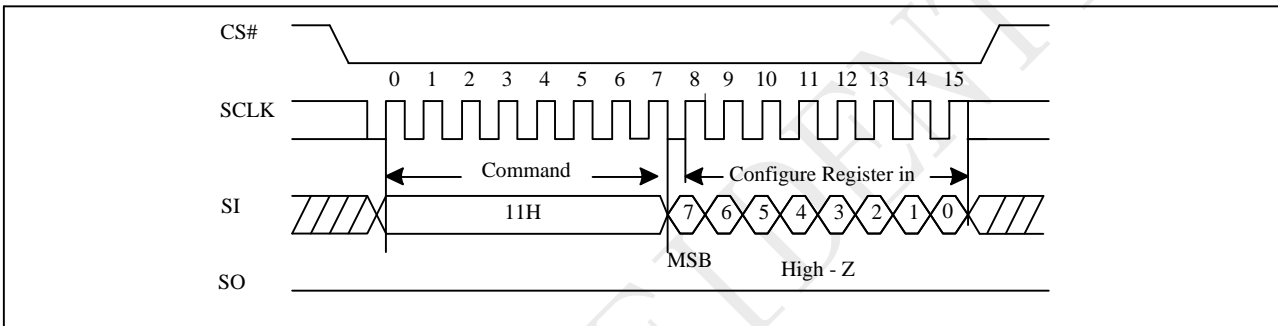 CS#
0 1 2 3 4 5 6 7 8 9 10 11 12 13 14 15
SCLK
Command Configure Register in
SI 11H 7 6 5 4 3 2 1 0
MSB High - Z
SO